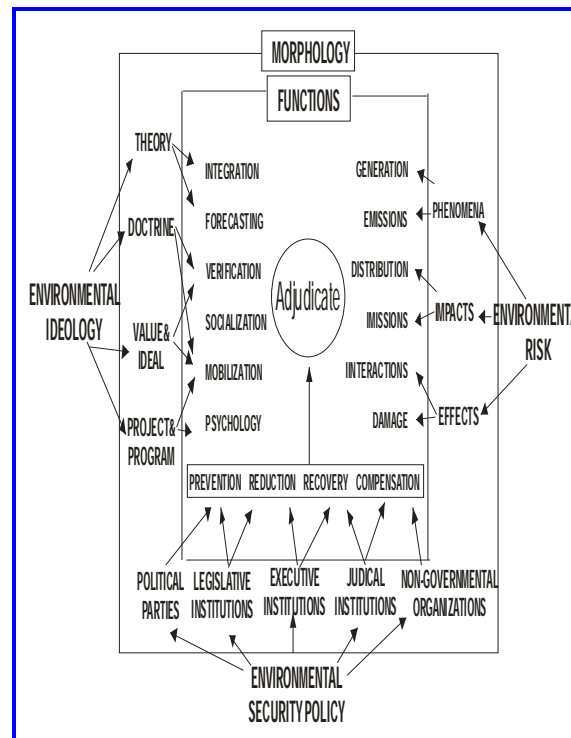 MORPHOLOGY
FUNCTIONS
THEORY
INTEGRATION
FORECASTING
DOCTRINE
VERIFICATION
ENVIRONMENTAL
IDEOLOGY
SOCIALIZATION
VALUE&
IDEAL
MOBILIZATION
PROJECT&
PROGRAM
PSYCHOLOGY
Adjudicate
GENERATION
PHENOMENA
EMISSIONS
DISTRIBUTION
IMPACTS
IMISSIONS
ENVIRONMENTA
RISK
INTERACTIONS
EFFECTS
DAMAGE
PREVENTION REDUCTION RECOVERY COMPENSATION
POLITICAL
PARTIES
LEGISLATIVE
INSTITUTIONS
EXECUTIVE
INSTITUTIONS
JUDICAL
INSTITUTIONS
NON-GOVERNMENTAL
ORGANIZATIONS
ENVIRONMENTAL
SECURITY POLICY